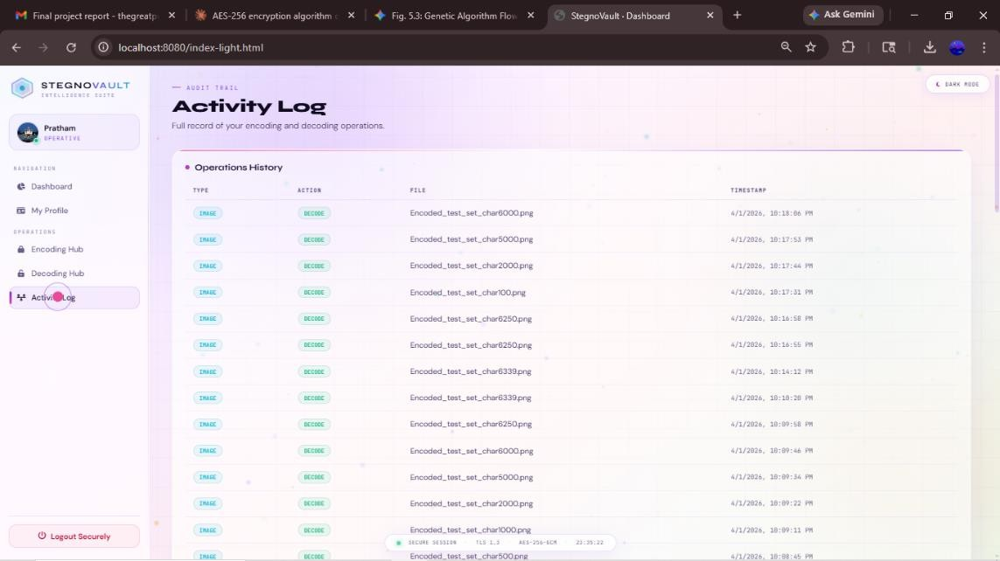 Final project report - thegreatp
AES-256 encryption algorithm
Fig. 5.3: Genetic Algorithm Flow
StegnoVault · Dashboard
Ask Gemini
localhost:8080/index-light.html
STEGNOVAULT
INTELLIGENCE SUITE
Pratham
OPERATIVE
NAVIGATION
Dashboard
My Profile
OPERATIONS
Encoding Hub
Decoding Hub
Activity Log
Logout Securely
DARK MODE
AUDIT TRAIL
Activity Log
Full record of your encoding and decoding operations.
Operations History
TYPE ACTION FILE TIMESTAMP
IMAGE DECODE Encoded_test_set_char6000.png 4/1/2026, 10:18:06 PM
IMAGE DECODE Encoded_test_set_char5000.png 4/1/2026, 10:17:53 PM
IMAGE DECODE Encoded_test_set_char2000.png 4/1/2026, 10:17:44 PM
IMAGE DECODE Encoded_test_set_char100.png 4/1/2026, 10:17:31 PM
IMAGE DECODE Encoded_test_set_char6250.png 4/1/2026, 10:16:58 PM
IMAGE DECODE Encoded_test_set_char6250.png 4/1/2026, 10:16:55 PM
IMAGE DECODE Encoded_test_set_char6339.png 4/1/2026, 10:14:12 PM
IMAGE DECODE Encoded_test_set_char6339.png 4/1/2026, 10:10:20 PM
IMAGE DECODE Encoded_test_set_char6250.png 4/1/2026, 10:09:58 PM
IMAGE DECODE Encoded_test_set_char6000.png 4/1/2026, 10:09:46 PM
IMAGE DECODE Encoded_test_set_char5000.png 4/1/2026, 10:09:34 PM
IMAGE DECODE Encoded_test_set_char2000.png 4/1/2026, 10:09:22 PM
IMAGE DECODE Encoded_test_set_char1000.png 4/1/2026, 10:09:11 PM
IMAGE DECODE Encoded_test_set_char500.png 4/1/2026, 10:08:45 PM
SECURE SESSION TLS 1.3 AES-256-GCM 23:35:22